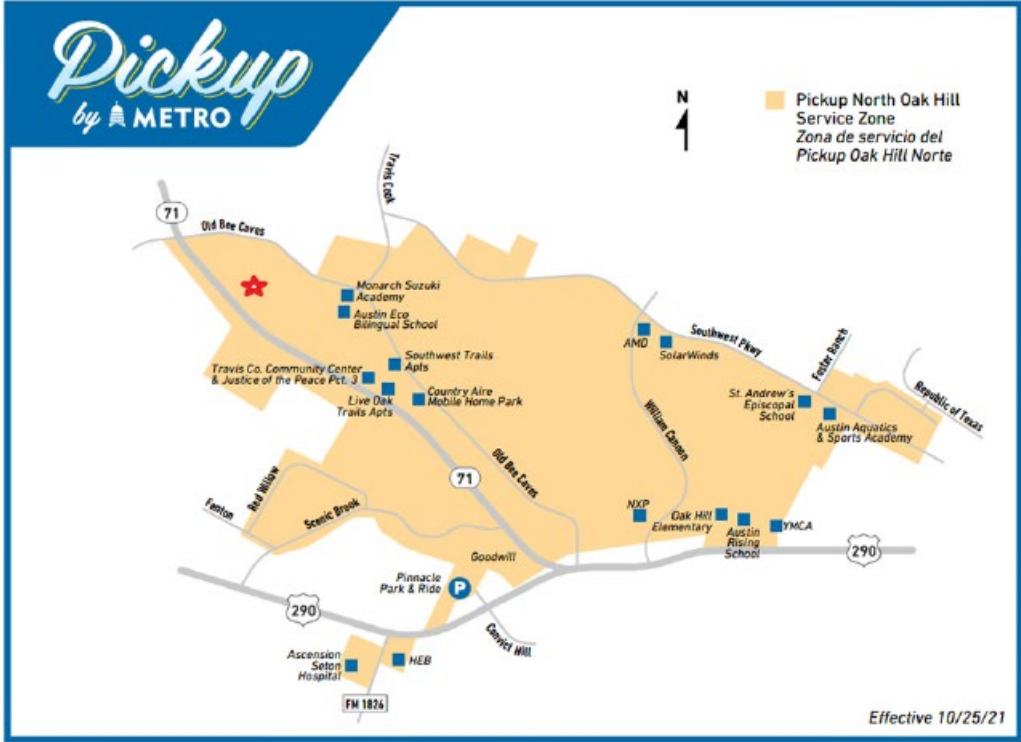 Pickup
by METRO
N
Pickup North Oak Hill
Service Zone
Zona de servicio del
Pickup Oak Hill Norte
Travis Cook
71
Old Bee Caves
Monarch Suzuki
Academy
Austin Eco
Bilingual School
Southwest Trails
Apts
Travis Co. Community Center
& Justice of the Peace Pct. 3
Live Oak
Trails Apts
Country Aire
Mobile Home Park
AMD
SolarWinds
Southwest Pkwy
Foster Ranch
Republic of Texas
St. Andrew's
Episcopal
School
Austin Aquatics
& Sports Academy
William Canoon
Old Bee Caves
71
Red Willow
Fenton
Scenic Brook
NXP
Oak Hill
Elementary
Austin
Rising
School
YMCA
290
Goodwill
Pinnacle
Park & Ride
P
290
Convict Hill
Ascension
Seton
Hospital
HEB
FM 1826
Effective 10/25/21